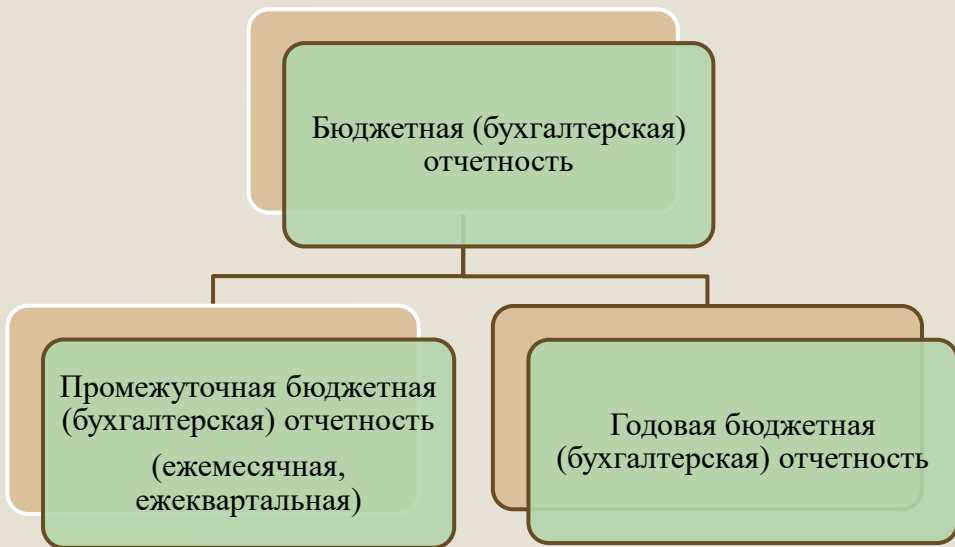 Бюджетная (бухгалтерская)
отчетность
Промежуточная бюджетная
(бухгалтерская) отчетность
(ежемесячная,
ежеквартальная)
Годовая бюджетная
(бухгалтерская) отчетность